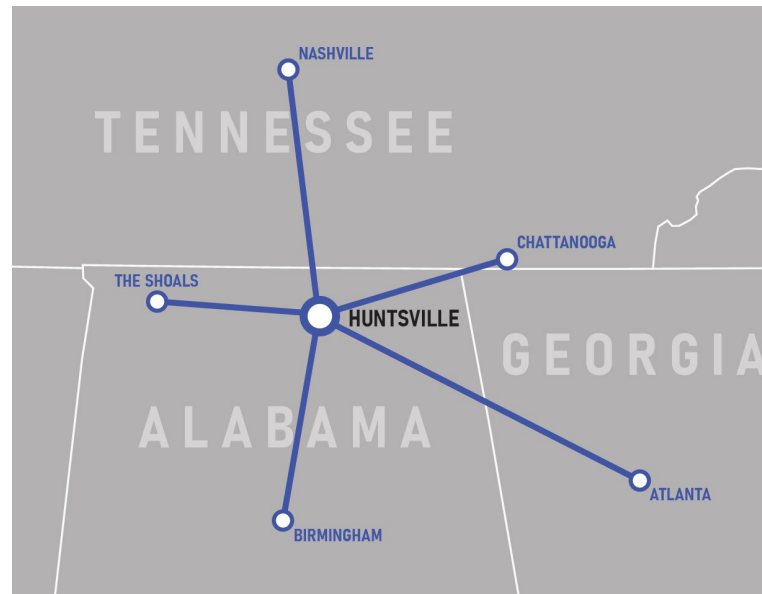 NASHVILLE
TENNESSEE
CHATTANOOGA
THE SHOALS
HUNTSVILLE
GEORGIA
ALABAMA
ATLANTA
BIRMINGHAM